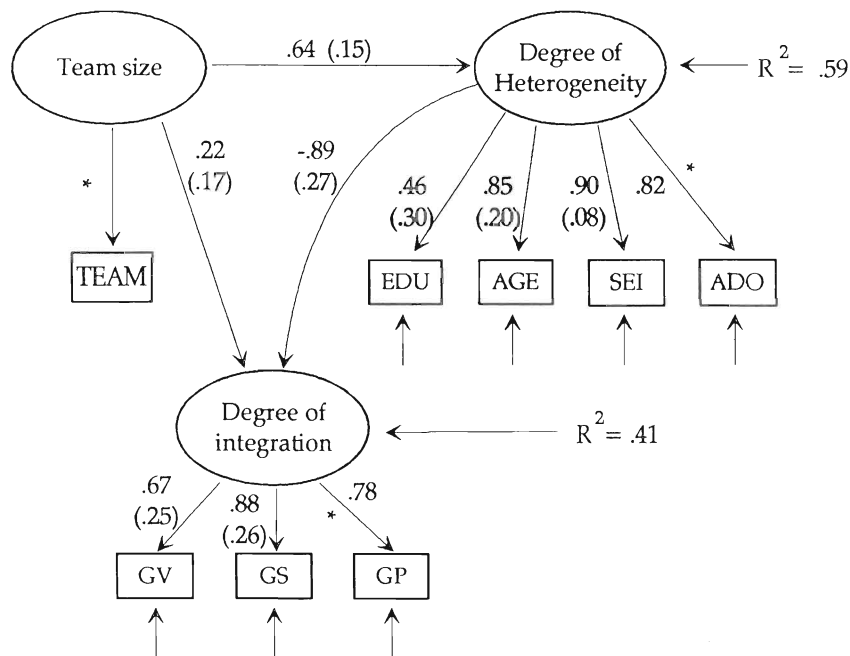 Team size
.64 (.15)
Degree of
Heterogeneity
R² = .59
*
.22
(.17)
-.89
(.27)
.46
(.30)
.85
(.20)
.90
(.08)
.82
*
TEAM
EDU
AGE
SEI
ADO
Degree of
integration
R² = .41
.67
(.25)
.88
(.26)
.78
*
GV
GS
GP